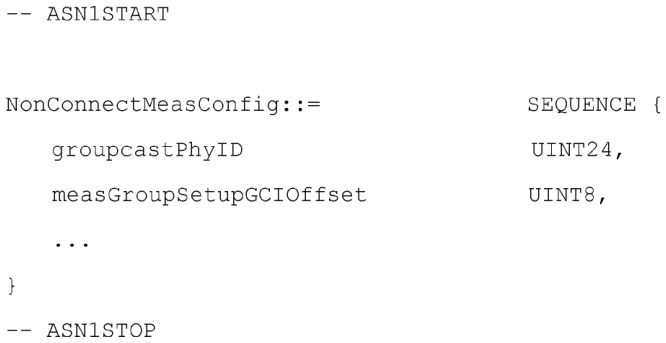 -- ASN1START
NonConnectMeasConfig::= SEQUENCE {
groupcastPhyID UINT24,
measGroupSetupGCIOffset UINT8,
...
}
-- ASN1STOP